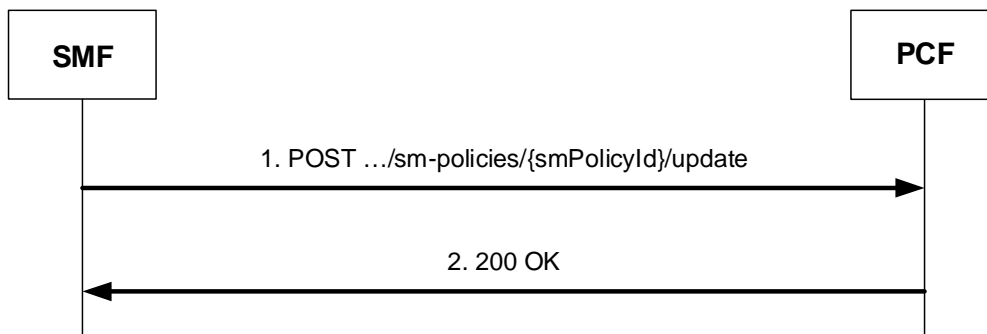 SMF
PCF
1. POST …/sm-policies/{smPolicyId}/update
2. 200 OK